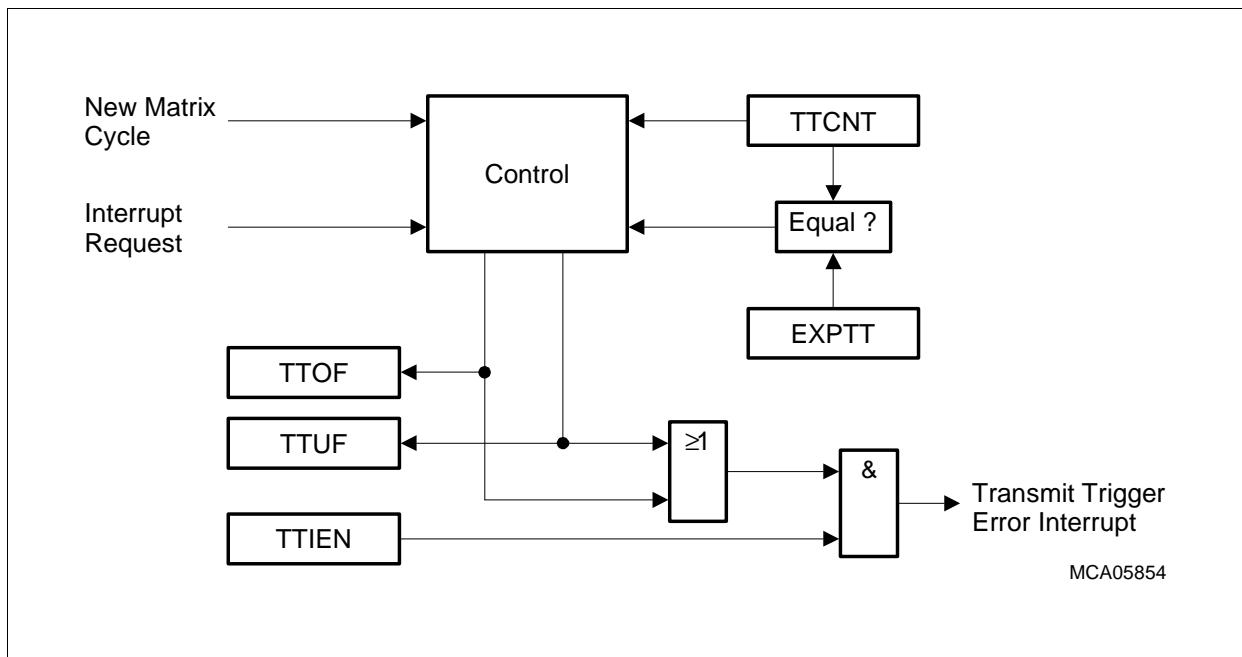 New Matrix
Cycle
Interrupt
Request
Control
TTCNT
Equal ?
EXPTT
TTOF
TTUF
TTIEN
≥1
&
Transmit Trigger
Error Interrupt
MCA05854